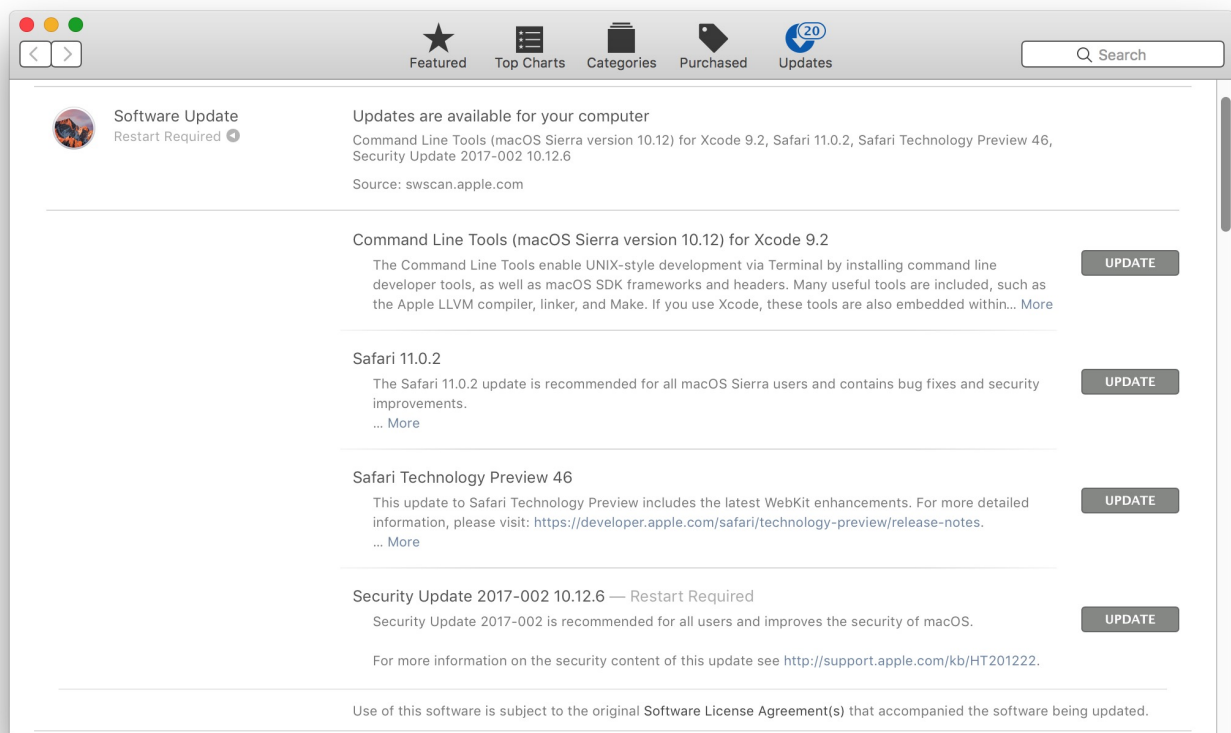 20
Featured
Top Charts
Categories
Purchased
Updates
Search
Software Update
Restart Required
Updates are available for your computer
Command Line Tools (macOS Sierra version 10.12) for Xcode 9.2, Safari 11.0.2, Safari Technology Preview 46,
Security Update 2017-002 10.12.6
Source: swscan.apple.com
Command Line Tools (macOS Sierra version 10.12) for Xcode 9.2
The Command Line Tools enable UNIX-style development via Terminal by installing command line
developer tools, as well as macOS SDK frameworks and headers. Many useful tools are included, such as
the Apple LLVM compiler, linker, and Make. If you use Xcode, these tools are also embedded within... More
UPDATE
Safari 11.0.2
The Safari 11.0.2 update is recommended for all macOS Sierra users and contains bug fixes and security
improvements.
... More
UPDATE
Safari Technology Preview 46
This update to Safari Technology Preview includes the latest WebKit enhancements. For more detailed
information, please visit: https://developer.apple.com/safari/technology-preview/release-notes.
... More
UPDATE
Security Update 2017-002 10.12.6 — Restart Required
Security Update 2017-002 is recommended for all users and improves the security of macOS.
For more information on the security content of this update see http://support.apple.com/kb/HT201222.
UPDATE
Use of this software is subject to the original Software License Agreement(s) that accompanied the software being updated.